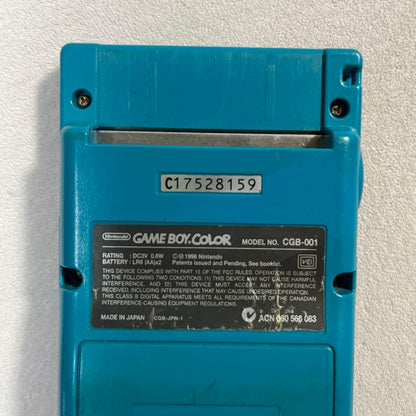 C17528159
Nintendo GAME BOY COLOR MODEL NO. CGB-001
RATING : DC3V 0.6W © 1998 Nintendo
BATTERY : LR6 (AA)x2 Patents issued and Pending, See booklet.
THIS DEVICE COMPLIES WITH PART 15 OF THE FCC RULES. OPERATION IS SUBJECT
TO THE FOLLOWING TWO CONDITIONS: (1) THIS DEVICE MAY NOT CAUSE HARMFUL
INTERFERENCE, AND (2) THIS DEVICE MUST ACCEPT ANY INTERFERENCE
RECEIVED, INCLUDING INTERFERENCE THAT MAY CAUSE UNDESIRED OPERATION.
THIS CLASS B DIGITAL APPARATUS MEETS ALL REQUIREMENTS OF THE CANADIAN
INTERFERENCE-CAUSING EQUIPMENT REGULATIONS.
MADE IN JAPAN CGB-JPN-1 ACN 060 566 083